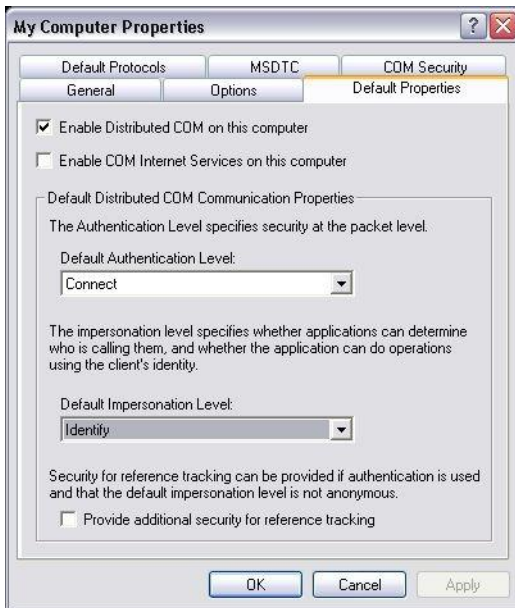 My Computer Properties
Default Protocols MSDTC COM Security
General Options Default Properties
Enable Distributed COM on this computer
Enable COM Internet Services on this computer
Default Distributed COM Communication Properties
The Authentication Level specifies security at the packet level.
Default Authentication Level:
Connect
The impersonation level specifies whether applications can determine
who is calling them, and whether the application can do operations
using the client's identity.
Default Impersonation Level:
Identify
Security for reference tracking can be provided if authentication is used
and that the default impersonation level is not anonymous.
Provide additional security for reference tracking
OK Cancel Apply